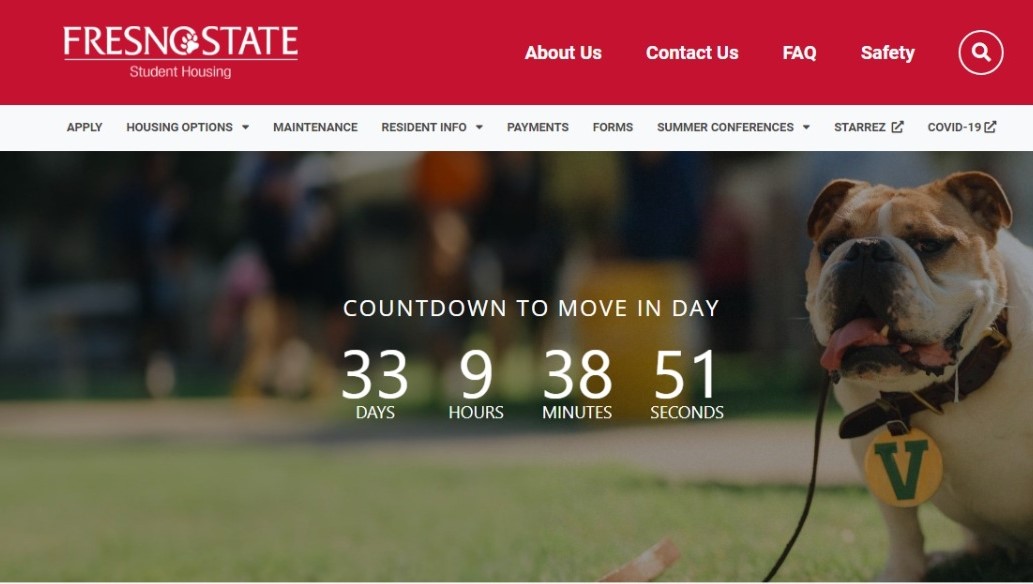 FRESNO STATE
Student Housing
About Us Contact Us FAQ Safety
APPLY HOUSING OPTIONS MAINTENANCE RESIDENT INFO PAYMENTS FORMS SUMMER CONFERENCES STARREZ COVID-19
COUNTDOWN TO MOVE IN DAY
33 9 38 51
DAYS HOURS MINUTES SECONDS
V